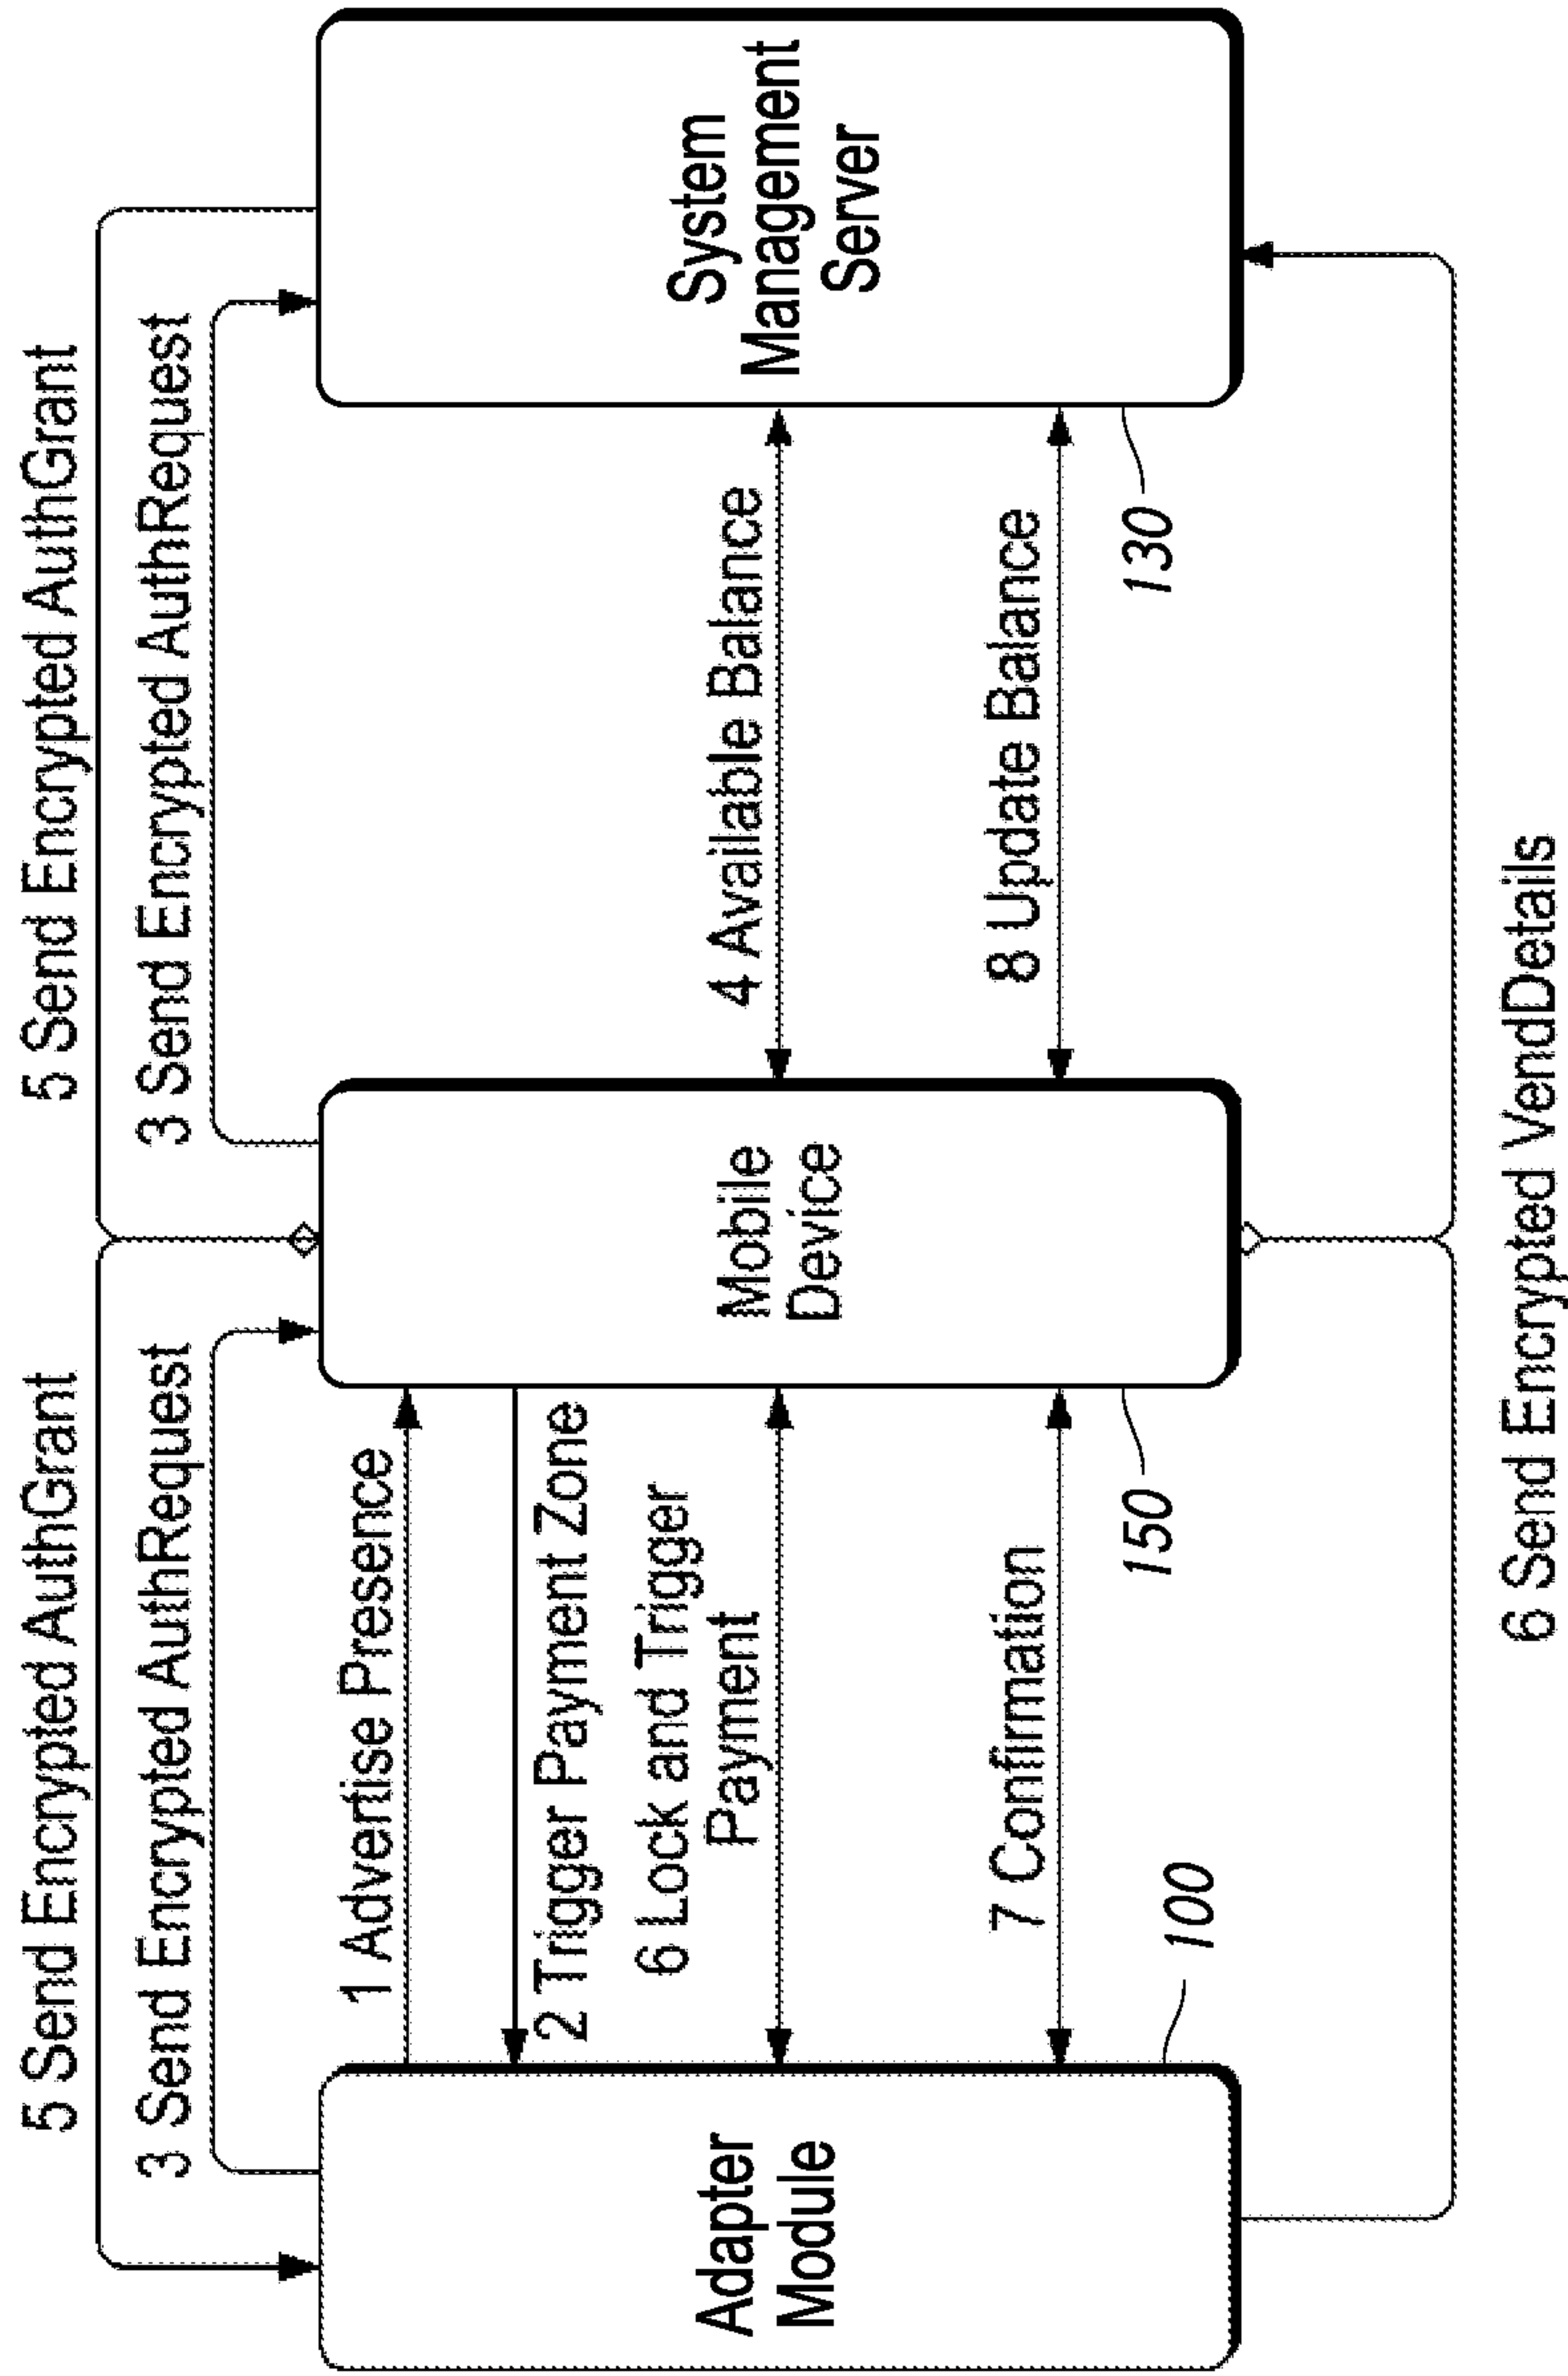 5 Send Encrypted AuthGrant
5 Send Encrypted AuthGrant
3 Send Encrypted AuthRequest
3 Send Encrypted AuthRequest
1 Advertise Presence
2 Trigger Payment Zone
6 Lock and Trigger
Payment
7 Confirmation
4 Available Balance
8 Update Balance
Adapter
Module
100
Mobile
Device
150
System
Management
Server
130
6 Send Encrypted VendDetails